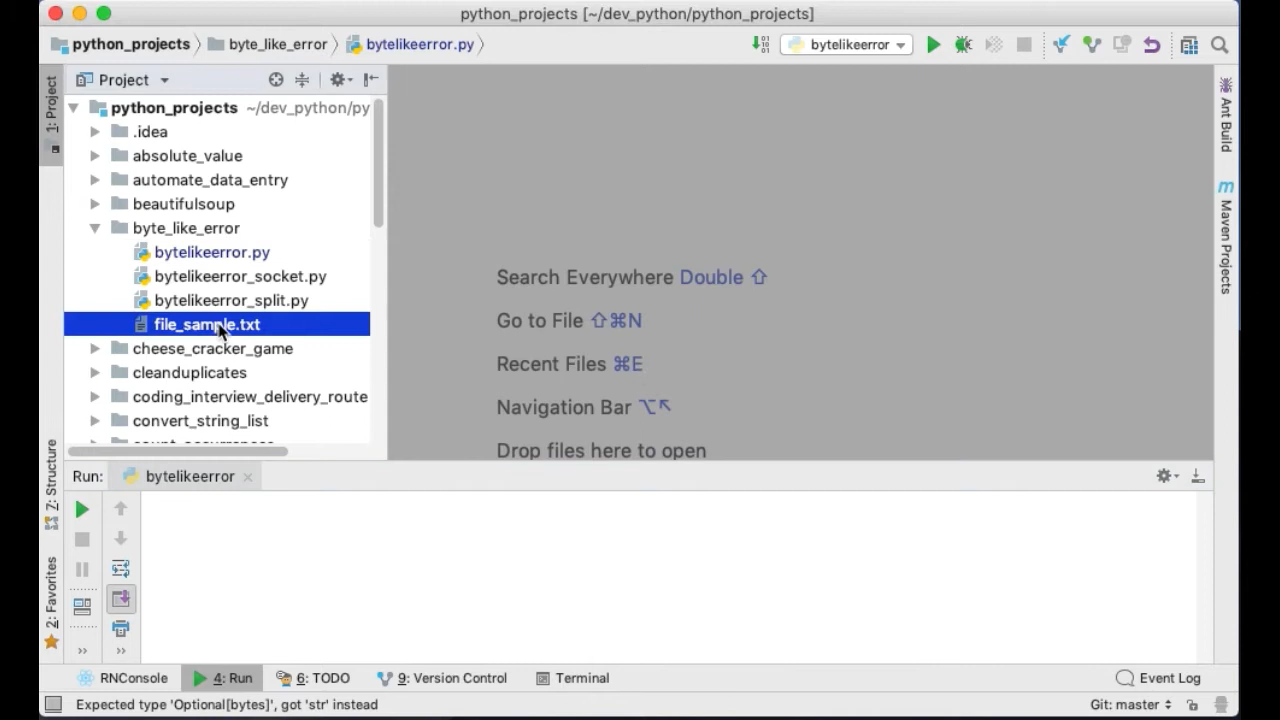 python_projects [~/dev_python/python_projects]
python_projects
byte_like_error
bytelikeerror.py
bytelikeerror
1: Project
Project
python_projects ~/dev_python/py
.idea
absolute_value
automate_data_entry
beautifulsoup
byte_like_error
bytelikeerror.py
bytelikeerror_socket.py
bytelikeerror_split.py
file_sample.txt
cheese_cracker_game
cleanduplicates
coding_interview_delivery_route
convert_string_list
Search Everywhere Double ⇧
Go to File ⇧⌘N
Recent Files ⌘E
Navigation Bar ⌥↖
Drop files here to open
Ant Build
m
Maven Projects
Z: Structure
2: Favorites
Run:
bytelikeerror
RNConsole
4: Run
6: TODO
9: Version Control
Terminal
Event Log
Expected type 'Optional[bytes]', got 'str' instead
Git: master